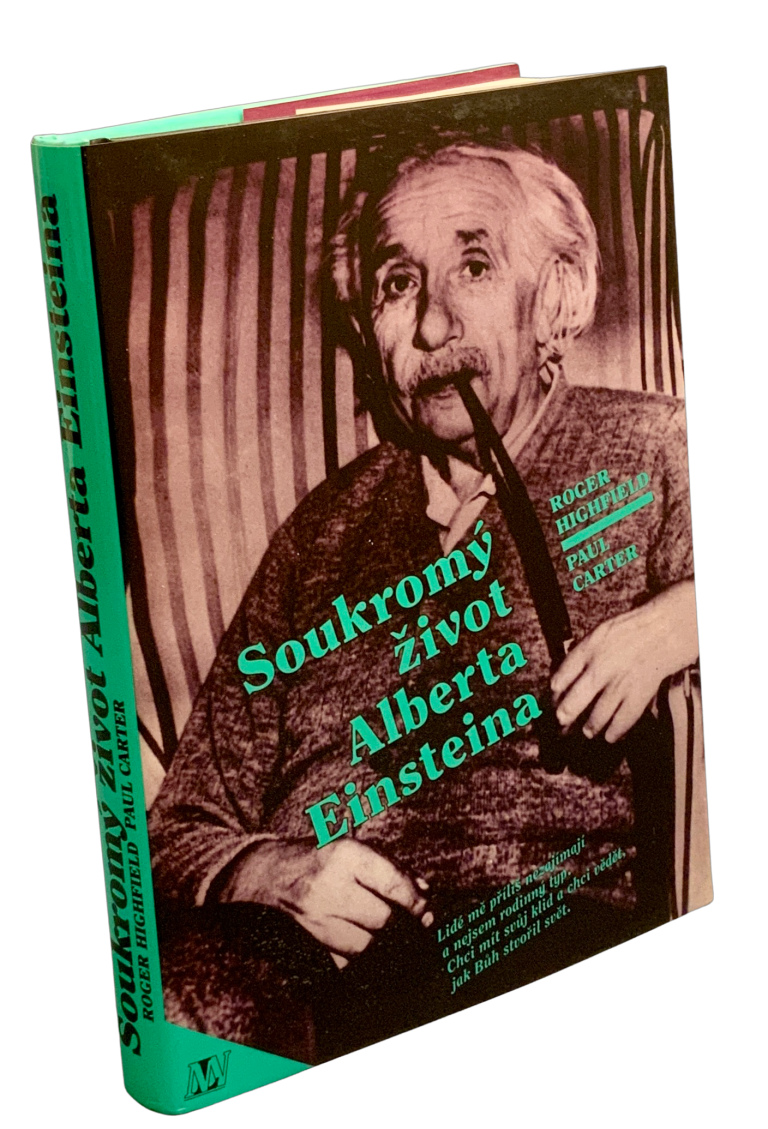 Soukromý život Alberta Einsteina
ROGER HIGHFIELD PAUL CARTER
ROGER
HIGHFIELD
PAUL
CARTER
Soukromý
život
Alberta
Einsteina
Lidé mě příliš nezajímají
a nejsem rodinný typ.
Chci mít svůj klid a chci vědět,
jak Bůh stvořil svět.